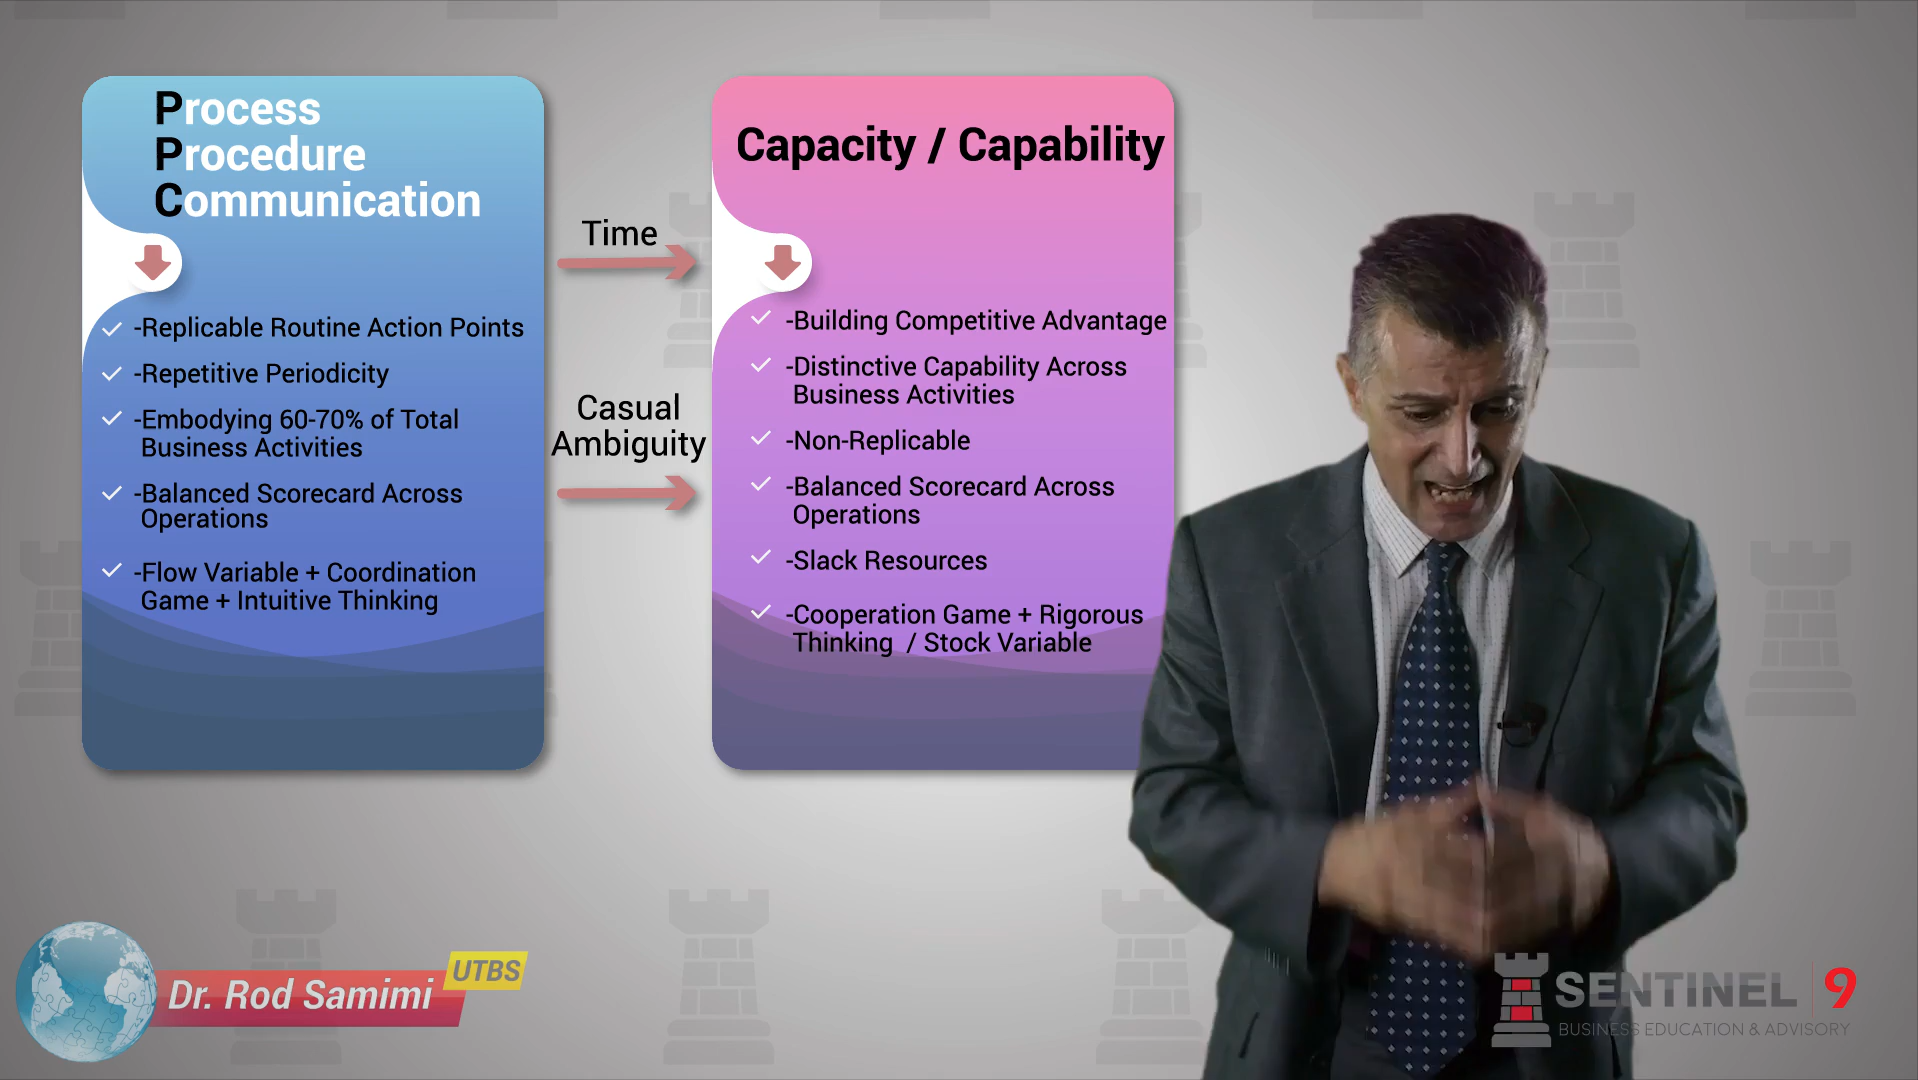 Process
Procedure
Communication
-Replicable Routine Action Points
-Repetitive Periodicity
-Embodying 60-70% of Total
Business Activities
-Balanced Scorecard Across
Operations
-Flow Variable + Coordination
Game + Intuitive Thinking
Time
Casual
Ambiguity
Capacity / Capability
-Building Competitive Advantage
-Distinctive Capability Across
Business Activities
-Non-Replicable
-Balanced Scorecard Across
Operations
-Slack Resources
-Cooperation Game + Rigorous
Thinking / Stock Variable
Dr. Rod Samimi
UTBS
SENTINEL 9
BUSINESS EDUCATION & ADVISORY